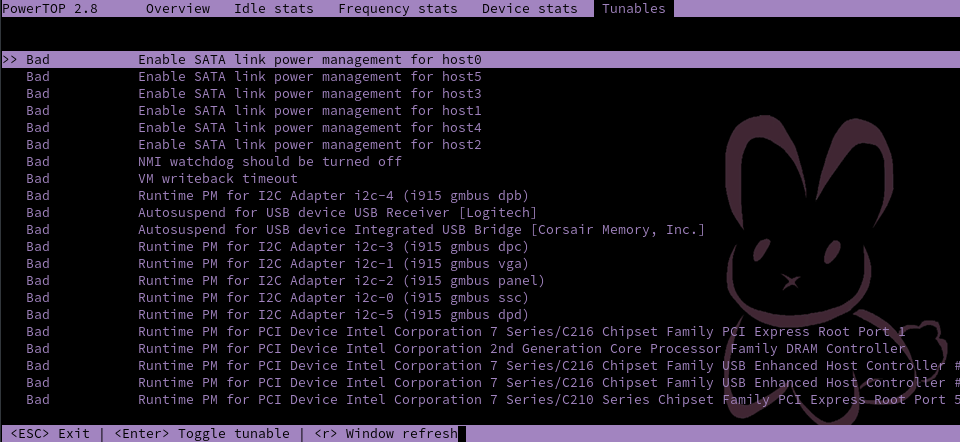 PowerTOP 2.8 Overview Idle stats Frequency stats Device stats Tunables
>> Bad Enable SATA link power management for host0
Bad Enable SATA link power management for host5
Bad Enable SATA link power management for host3
Bad Enable SATA link power management for host1
Bad Enable SATA link power management for host4
Bad Enable SATA link power management for host2
Bad NMI watchdog should be turned off
Bad VM writeback timeout
Bad Runtime PM for I2C Adapter i2c-4 (i915 gmbus dpb)
Bad Autosuspend for USB device USB Receiver [Logitech]
Bad Autosuspend for USB device Integrated USB Bridge [Corsair Memory, Inc.]
Bad Runtime PM for I2C Adapter i2c-3 (i915 gmbus dpc)
Bad Runtime PM for I2C Adapter i2c-1 (i915 gmbus vga)
Bad Runtime PM for I2C Adapter i2c-2 (i915 gmbus panel)
Bad Runtime PM for I2C Adapter i2c-0 (i915 gmbus ssc)
Bad Runtime PM for I2C Adapter i2c-5 (i915 gmbus dpd)
Bad Runtime PM for PCI Device Intel Corporation 7 Series/C216 Chipset Family PCI Express Root Port 1
Bad Runtime PM for PCI Device Intel Corporation 2nd Generation Core Processor Family DRAM Controller
Bad Runtime PM for PCI Device Intel Corporation 7 Series/C216 Chipset Family USB Enhanced Host Controller #
Bad Runtime PM for PCI Device Intel Corporation 7 Series/C216 Chipset Family USB Enhanced Host Controller #
Bad Runtime PM for PCI Device Intel Corporation 7 Series/C210 Series Chipset Family PCI Express Root Port 5
<ESC> Exit | <Enter> Toggle tunable | <r> Window refresh